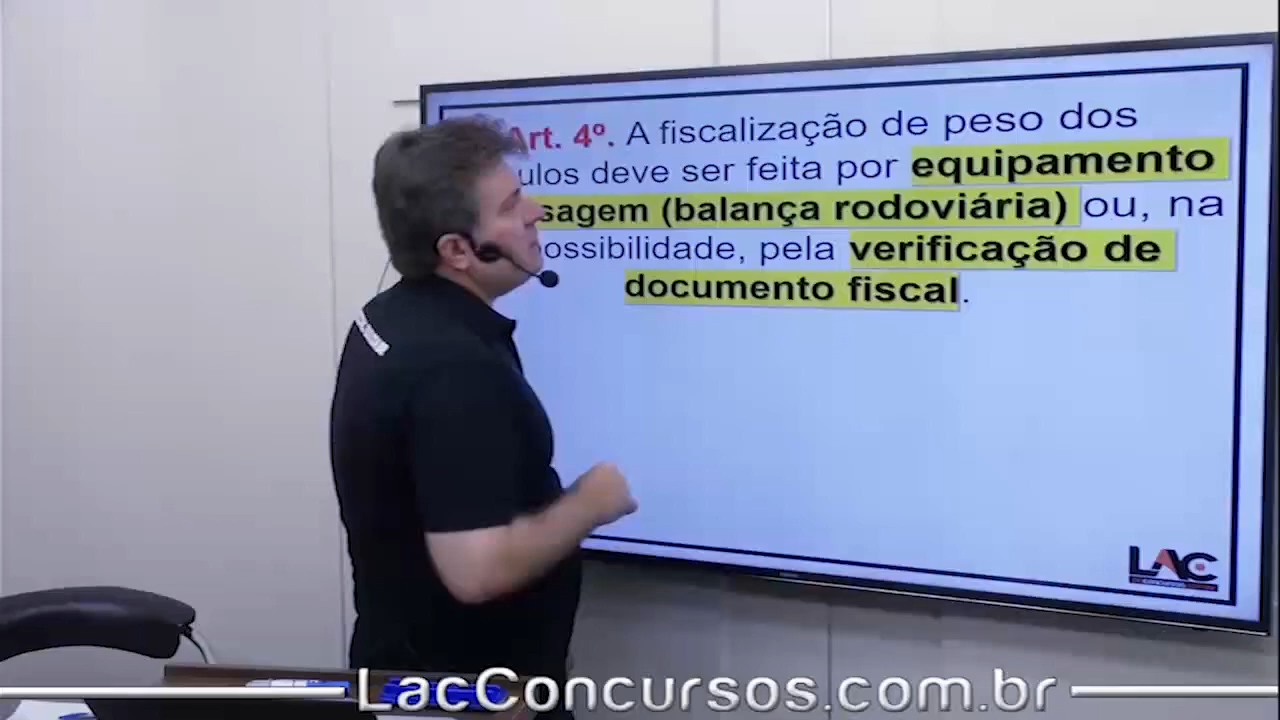 Art. 4º. A fiscalização de peso dos
ulos deve ser feita por equipamento
sagem (balança rodoviária) ou, na
ossibilidade, pela verificação de
documento fiscal.
LAC
LacConcursos.com.br